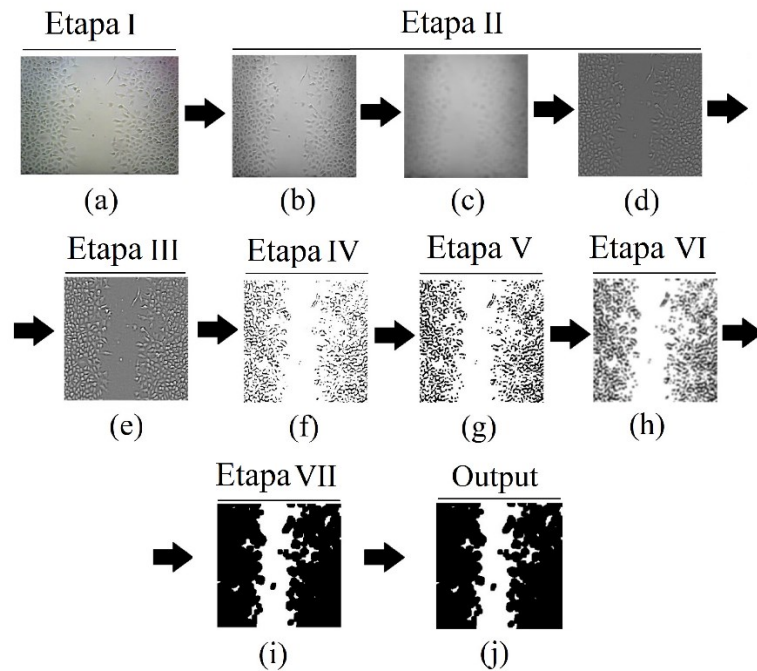 Etapa I
Etapa II
(a)
(b)
(c)
(d)
Etapa III
Etapa IV
Etapa V
Etapa VI
(e)
(f)
(g)
(h)
Etapa VII
Output
(i)
(j)